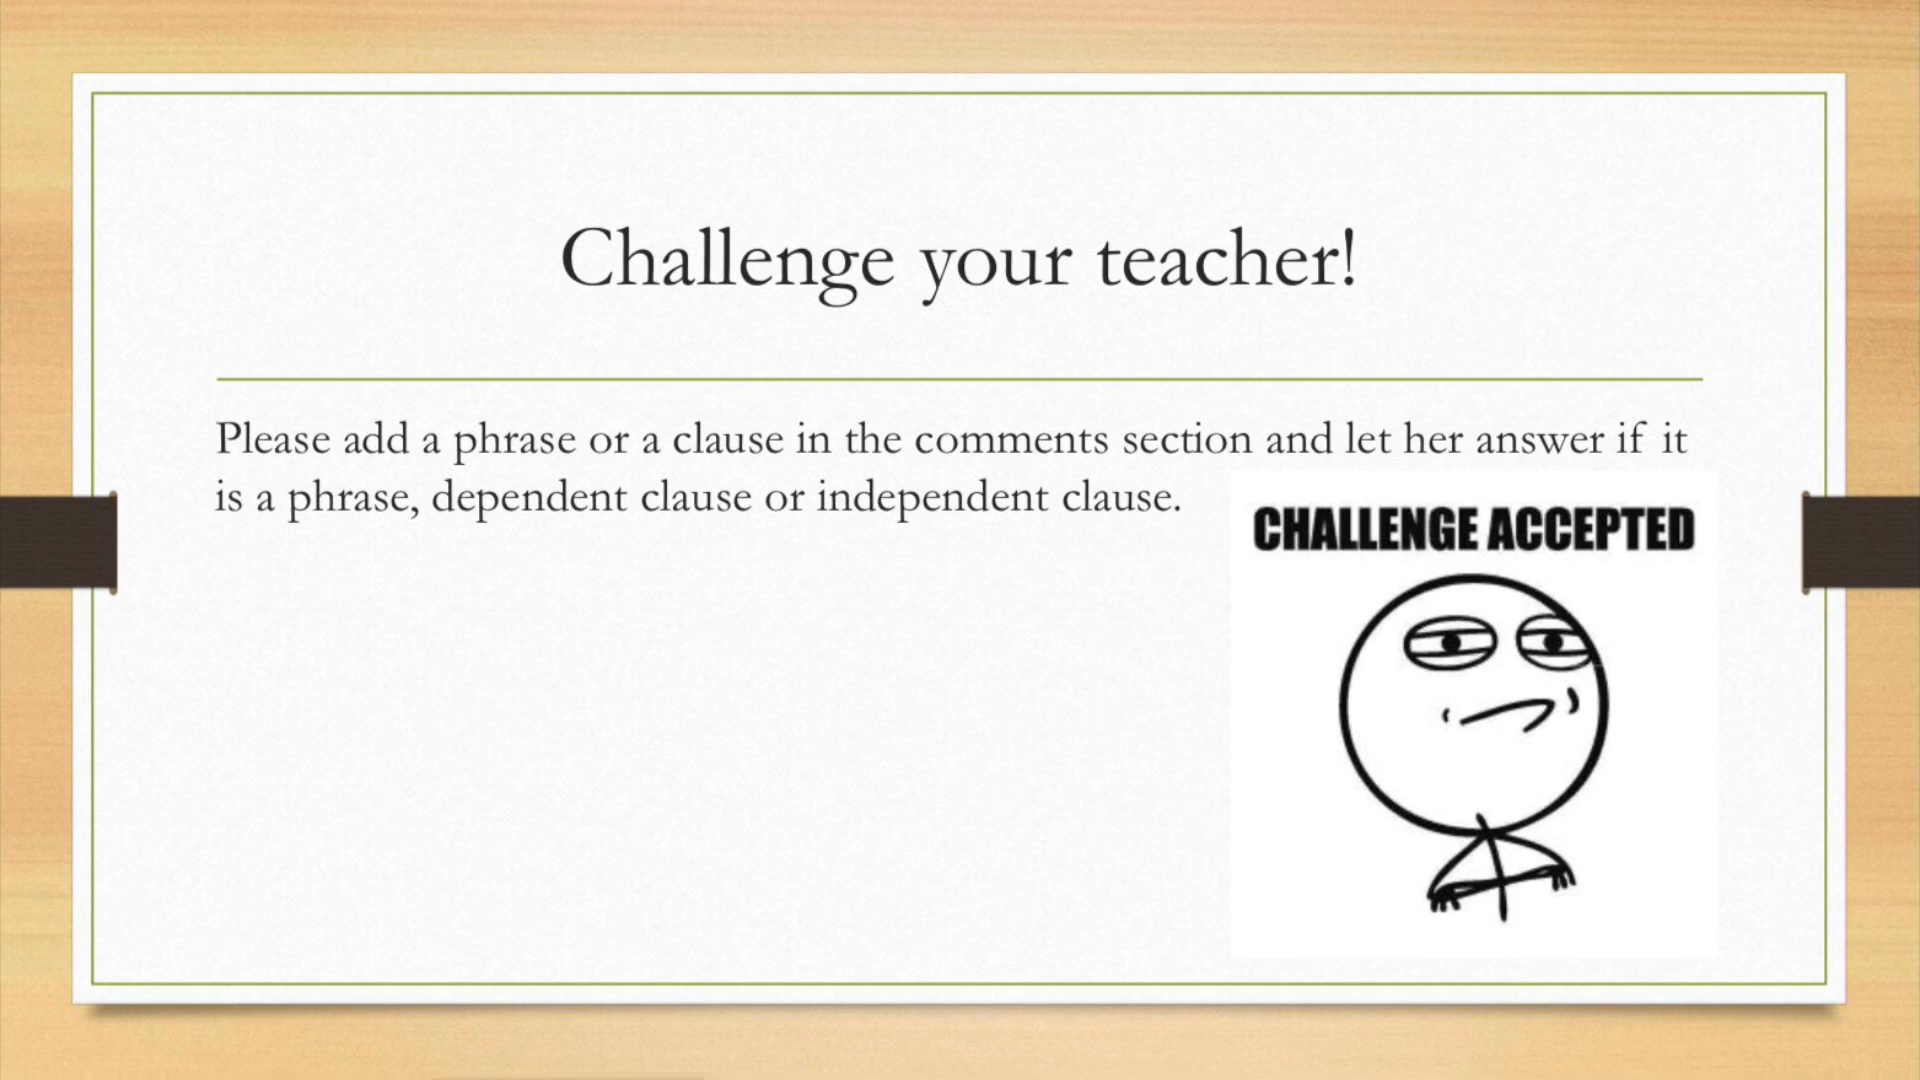 Challenge your teacher!
Please add a phrase or a clause in the comments section and let her answer if it
is a phrase, dependent clause or independent clause.
CHALLENGE ACCEPTED